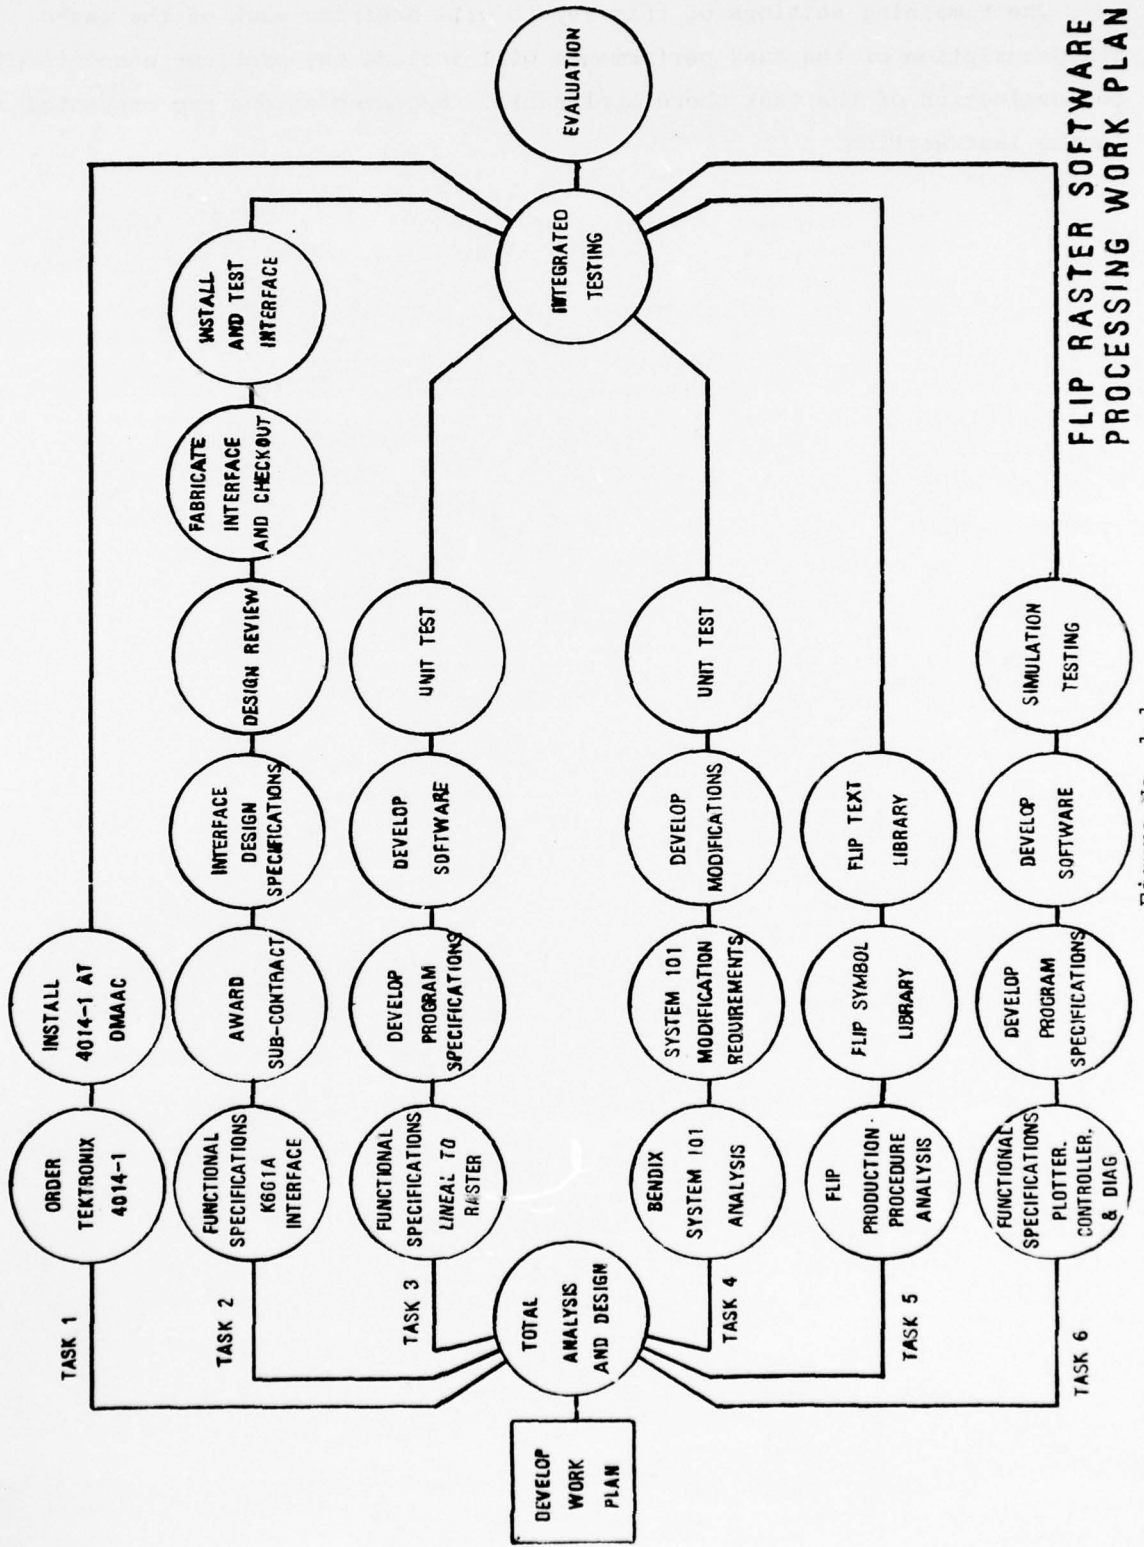 DEVELOP
WORK
PLAN
TOTAL
ANALYSIS
AND DESIGN
TASK 1
ORDER
TEKTRONIX
4014-1
INSTALL
4014-1 AT
DMAAC
TASK 2
FUNCTIONAL
SPECIFICATIONS
K601A
INTERFACE
AWARD
SUB-CONTRACT
INTERFACE
DESIGN
SPECIFICATIONS
DESIGN REVIEW
FABRICATE
INTERFACE
AND CHECKOUT
INSTALL
AND TEST
INTERFACE
TASK 3
FUNCTIONAL
SPECIFICATIONS
LINEAL TO
RASTER
DEVELOP
PROGRAM
SPECIFICATIONS
DEVELOP
SOFTWARE
UNIT TEST
TASK 4
BENDIX
SYSTEM 101
ANALYSIS
SYSTEM 101
MODIFICATION
REQUIREMENTS
DEVELOP
MODIFICATIONS
UNIT TEST
TASK 5
FLIP
PRODUCTION
PROCEDURE
ANALYSIS
FLIP SYMBOL
LIBRARY
FLIP TEXT
LIBRARY
TASK 6
FUNCTIONAL
SPECIFICATIONS
PLOTTER.
CONTROLLER,
& DIAG
DEVELOP
PROGRAM
SPECIFICATIONS
DEVELOP
SOFTWARE
SIMULATION
TESTING
INTEGRATED
TESTING
EVALUATION
FLIP RASTER SOFTWARE
PROCESSING WORK PLAN